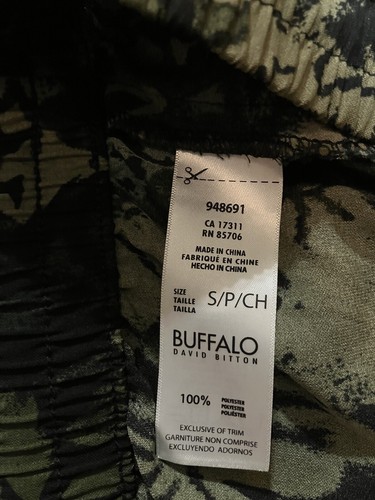 948691
CA 17311
RN 85706
MADE IN CHINA
FABRIQUÉ EN CHINE
HECHO EN CHINA
SIZE
TAILLE
TALLA
S/P/CH
BUFFALO
DAVID BITTON
100%
POLYESTER
POLYESTER
POLIÉSTER
EXCLUSIVE OF TRIM
GARNITURE NON COMPRISE
EXCLUYENDO ADORNOS